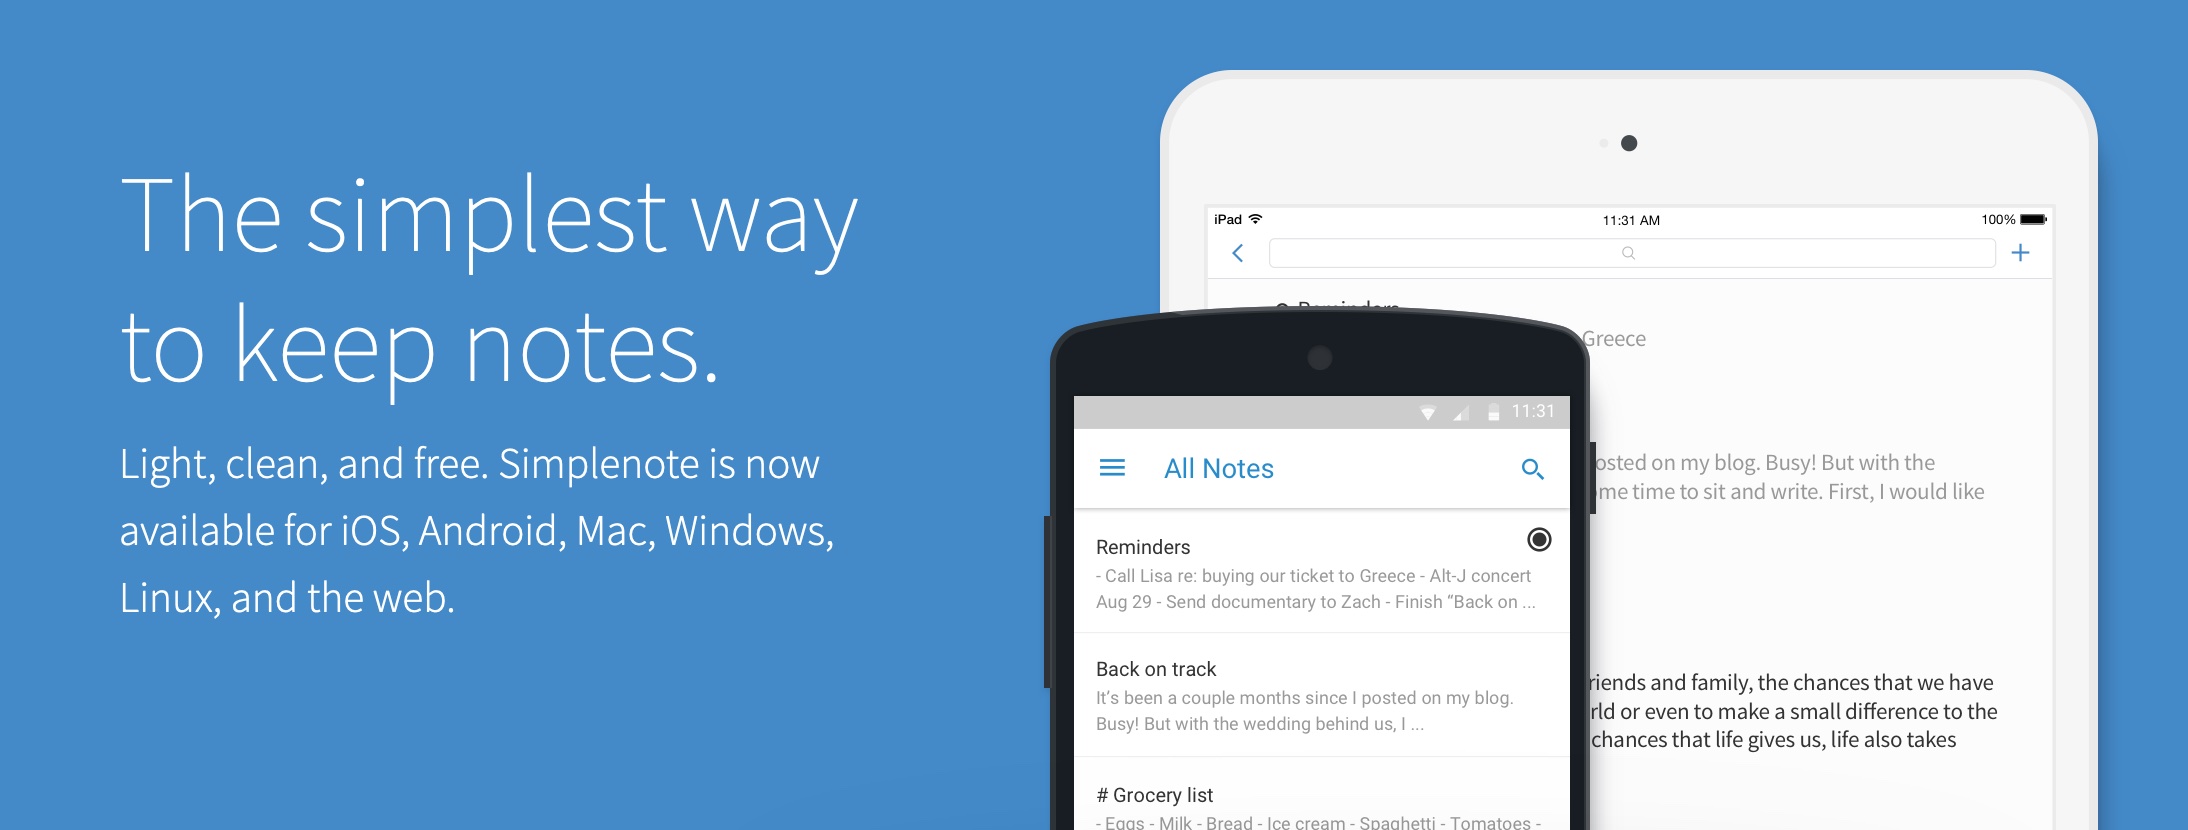 The simplest way
to keep notes.
Light, clean, and free. Simplenote is now
available for iOS, Android, Mac, Windows,
Linux, and the web.
iPad
11:31 AM
100%
Reminders
Greece
osted on my blog. Busy! But with the
ome time to sit and write. First, I would like
riends and family, the chances that we have
rld or even to make a small difference to the
chances that life gives us, life also takes
11:31
All Notes
Reminders
- Call Lisa re: buying our ticket to Greece - Alt-J concert
Aug 29 - Send documentary to Zach - Finish “Back on ...
Back on track
It’s been a couple months since I posted on my blog.
Busy! But with the wedding behind us, I ...
# Grocery list
- Eggs - Milk - Bread - Ice cream - Spaghetti - Tomatoes -